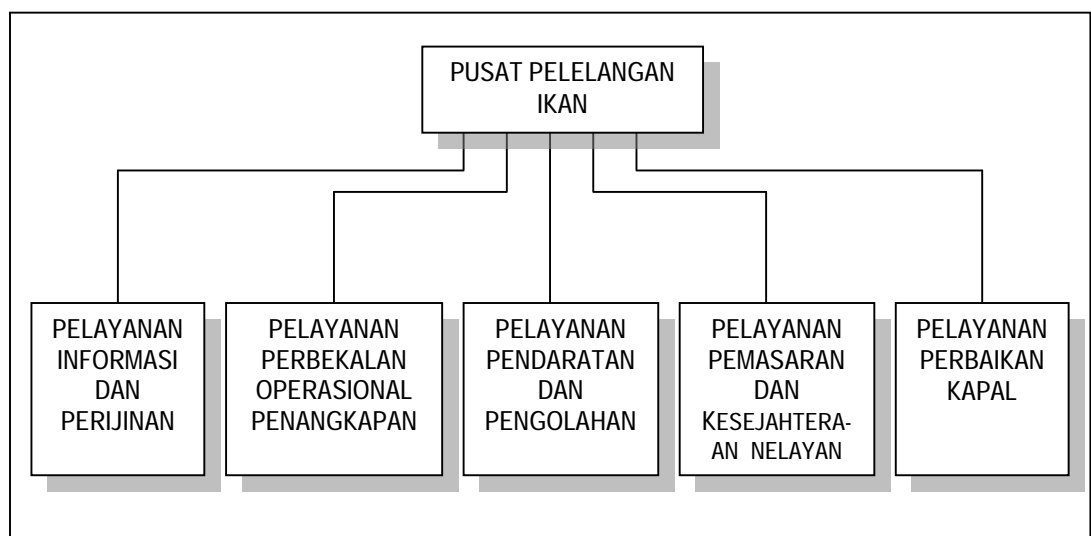 PUSAT PELELANGAN
IKAN
PELAYANAN
INFORMASI
DAN
PERIJINAN
PELAYANAN
PERBEKALAN
OPERASIONAL
PENANGKAPAN
PELAYANAN
PENDARATAN
DAN
PENGOLAHAN
PELAYANAN
PEMASARAN
DAN
KESEJAHTERA-
AN NELAYAN
PELAYANAN
PERBAIKAN
KAPAL